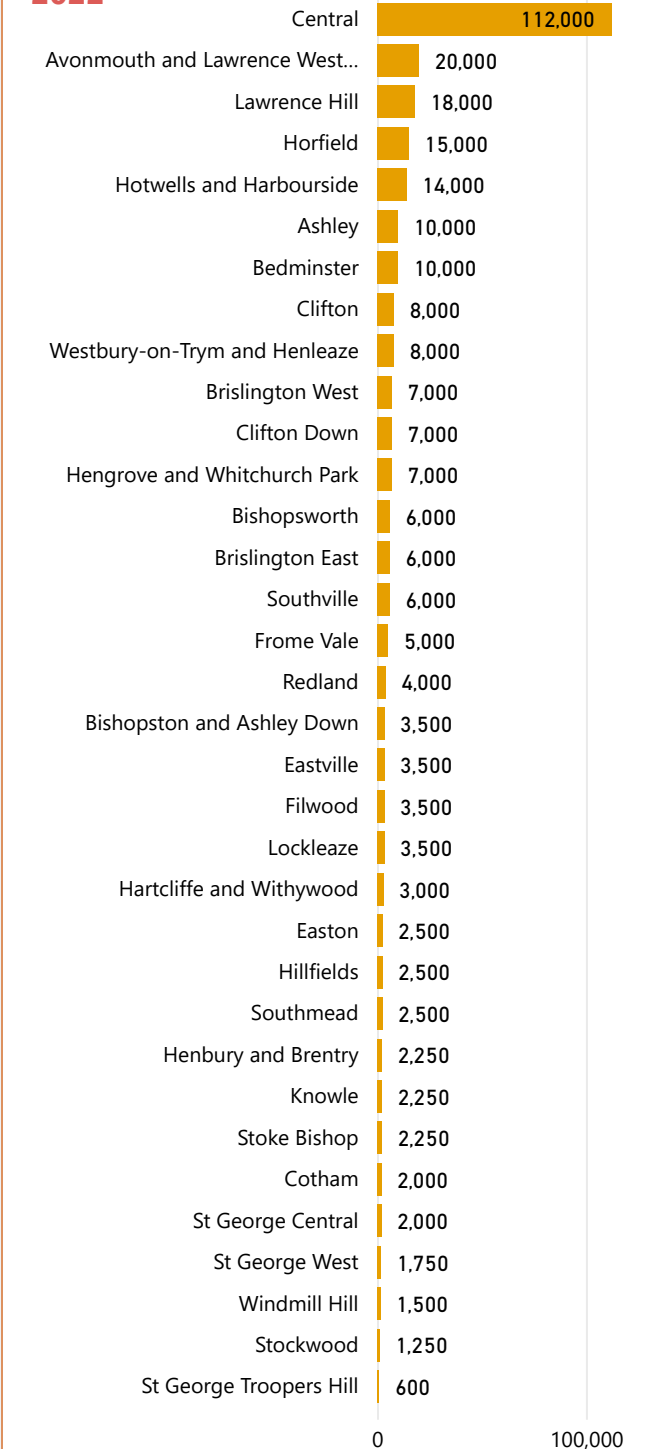 Central 112,000
Avonmouth and Lawrence West... 20,000
Lawrence Hill 18,000
Horfield 15,000
Hotwells and Harbourside 14,000
Ashley 10,000
Bedminster 10,000
Clifton 8,000
Westbury-on-Trym and Henleaze 8,000
Brislington West 7,000
Clifton Down 7,000
Hengrove and Whitchurch Park 7,000
Bishopsworth 6,000
Brislington East 6,000
Southville 6,000
Frome Vale 5,000
Redland 4,000
Bishopston and Ashley Down 3,500
Eastville 3,500
Filwood 3,500
Lockleaze 3,500
Hartcliffe and Withywood 3,000
Easton 2,500
Hillfields 2,500
Southmead 2,500
Henbury and Brentry 2,250
Knowle 2,250
Stoke Bishop 2,250
Cotham 2,000
St George Central 2,000
St George West 1,750
Windmill Hill 1,500
Stockwood 1,250
St George Troopers Hill 600
0 100,000